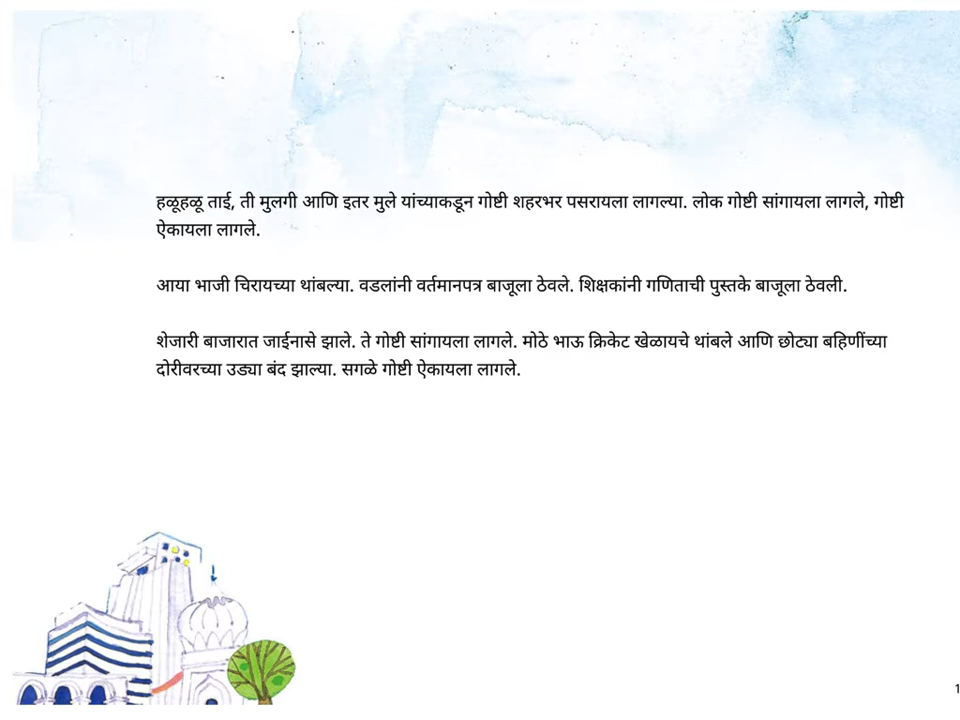 हळूहळू ताई, ती मुलगी आणि इतर मुले यांच्याकडून गोष्टी शहरभर पसरायला लागल्या. लोक गोष्टी सांगायला लागले, गोष्टी
ऐकायला लागले.
आया भाजी चिरायच्या थांबल्या. वडलांनी वर्तमानपत्र बाजूला ठेवले. शिक्षकांनी गणिताची पुस्तके बाजूला ठेवली.
शेजारी बाजारात जाईनासे झाले. ते गोष्टी सांगायला लागले. मोठे भाऊ क्रिकेट खेळायचे थांबले आणि छोट्या बहिणींच्या
दोरीवरच्या उड्या बंद झाल्या. सगळे गोष्टी ऐकायला लागले.
1